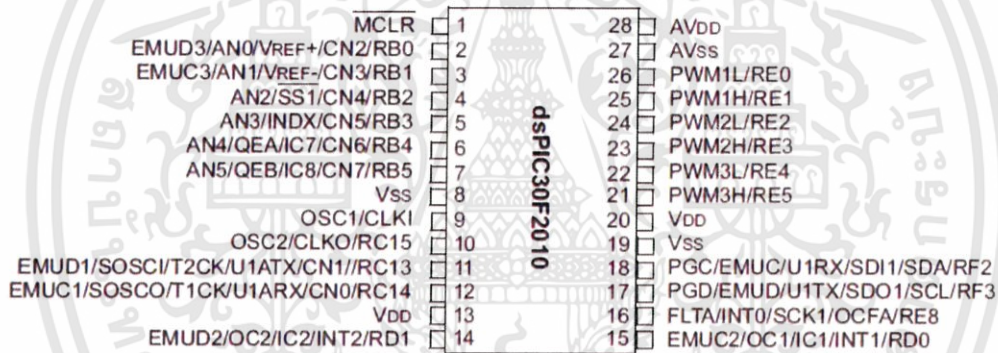 MCLR 1 28 AVDD
EMUD3/AN0/VREF+/CN2/RB0 2 27 AVSS
EMUC3/AN1/VREF-/CN3/RB1 3 26 PWM1L/RE0
AN2/SS1/CN4/RB2 4 25 PWM1H/RE1
AN3/INDX/CN5/RB3 5 24 PWM2L/RE2
AN4/QEA/IC7/CN6/RB4 6 23 PWM2H/RE3
AN5/QEB/IC8/CN7/RB5 7 22 PWM3L/RE4
VSS 8 21 PWM3H/RE5
OSC1/CLKI 9 20 VDD
OSC2/CLKO/RC15 10 19 VSS
EMUD1/SOSCI/T2CK/U1ATX/CN1//RC13 11 18 PGC/EMUC/U1RX/SDI1/SDA/RF2
EMUC1/SOSCO/T1CK/U1ARX/CN0/RC14 12 17 PGD/EMUD/U1TX/SDO1/SCL/RF3
VDD 13 16 FLTA/INT0/SCK1/OCFA/RE8
EMUD2/OC2/IC2/INT2/RD1 14 15 EMUC2/OC1/IC1/INT1/RD0
dsPIC30F2010